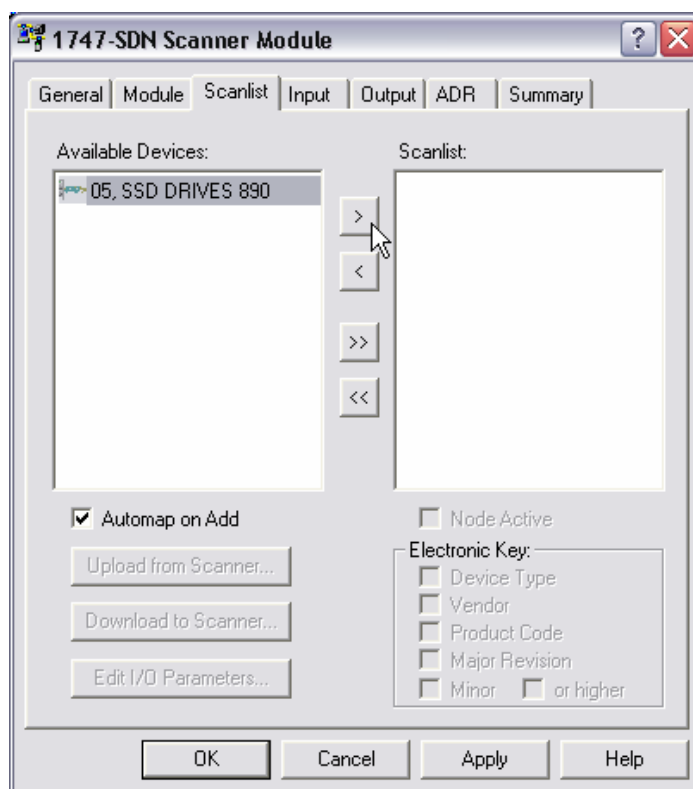 1747-SDN Scanner Module
General Module Scanlist Input Output ADR Summary
Available Devices:
Scanlist:
05, SSD DRIVES 890
>
<
>>
<<
Automap on Add
Node Active
Upload from Scanner...
Electronic Key:
Device Type
Vendor
Download to Scanner...
Product Code
Major Revision
Edit I/O Parameters...
Minor or higher
OK Cancel Apply Help